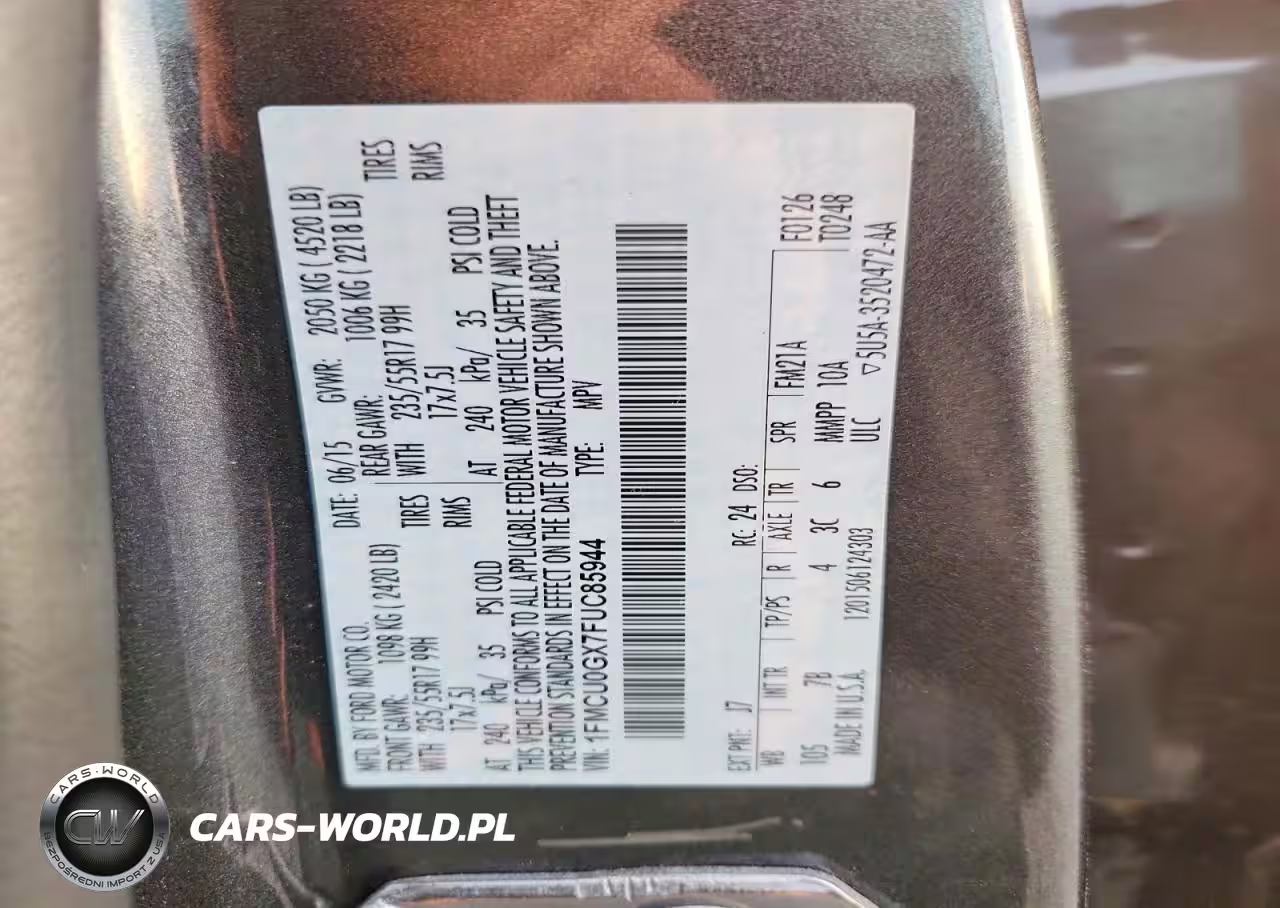 MFD. BY FORD MOTOR CO. DATE: 06/15 GVWR: 2050 KG ( 4520 LB)
FRONT GAWR: 1098 KG ( 2420 LB) REAR GAWR: 1006 KG ( 2218 LB)
WITH 235/55R17 99H TIRES WITH 235/55R17 99H TIRES
17x7.5J RIMS 17x7.5J RIMS
AT 240 kPa/ 35 PSI COLD AT 240 kPa/ 35 PSI COLD
THIS VEHICLE CONFORMS TO ALL APPLICABLE FEDERAL MOTOR VEHICLE SAFETY AND THEFT
PREVENTION STANDARDS IN EFFECT ON THE DATE OF MANUFACTURE SHOWN ABOVE.
VIN: 1FMCU0GX7FUC85944 TYPE: MPV
EXT PNT: J7 RC: 24 DSO: F0126
WB INT TR TP/PS R AXLE TR SPR FM21A T0248
105 7B 4 3C 6 MMPP 10A
MADE IN U.S.A. 1201506124303 ULC ▽5U5A-3520472-AA
CARS-WORLD
CW
BEZPOŚREDNI IMPORT Z USA
CARS-WORLD.PL